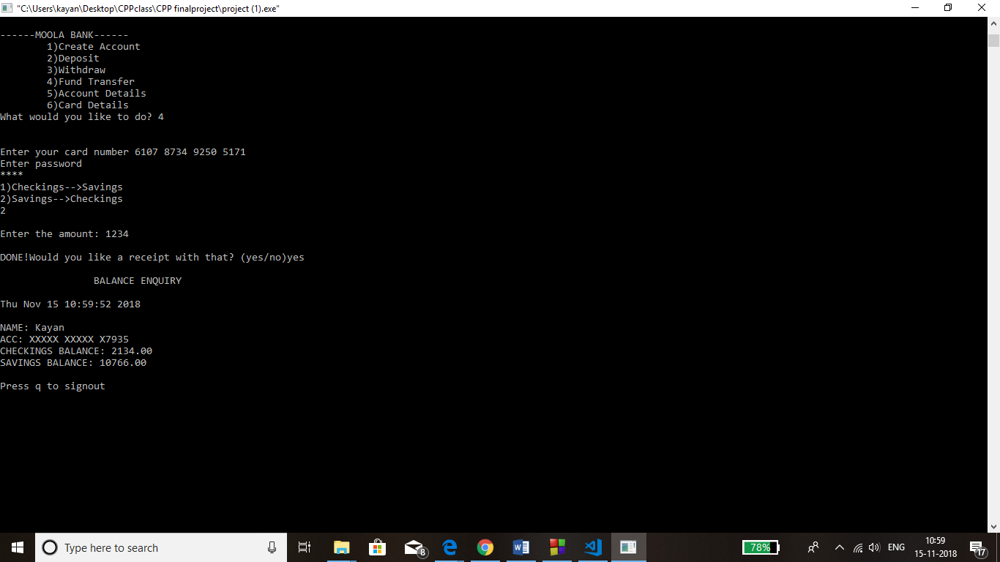 "C:\Users\kayan\Desktop\CPPclass\CPP finalproject\project (1).exe"
------MOOLA BANK------
1)Create Account
2)Deposit
3)Withdraw
4)Fund Transfer
5)Account Details
6)Card Details
What would you like to do? 4
Enter your card number 6107 8734 9250 5171
Enter password
****
1)Checkings-->Savings
2)Savings-->Checkings
2
Enter the amount: 1234
DONE!Would you like a receipt with that? (yes/no)yes
BALANCE ENQUIRY
Thu Nov 15 10:59:52 2018
NAME: Kayan
ACC: XXXXX XXXXX X7935
CHECKINGS BALANCE: 2134.00
SAVINGS BALANCE: 10766.00
Press q to signout
Type here to search
8
78%
ENG
10:59
15-11-2018
17